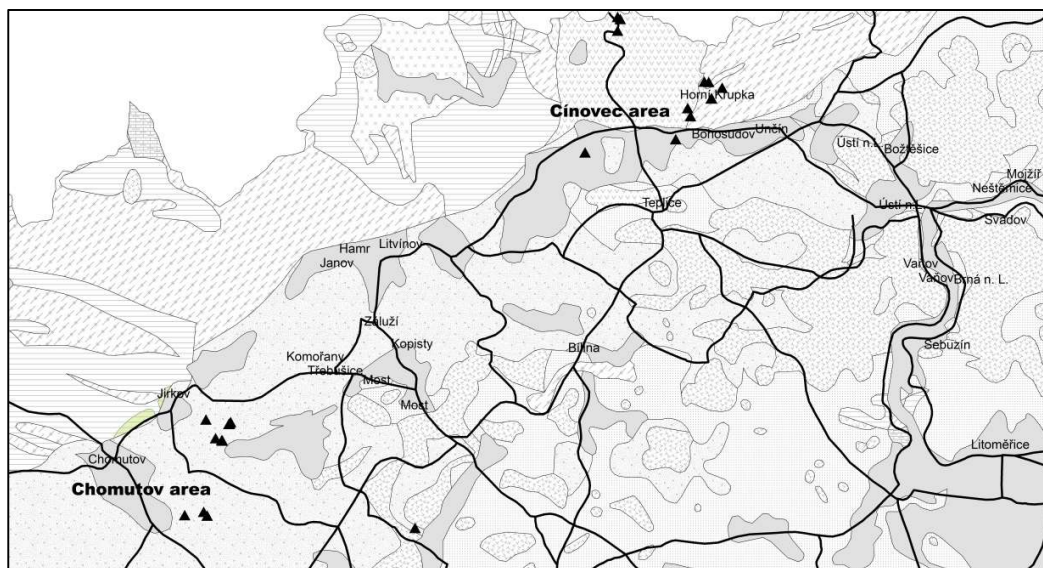 Horní Krupka
Cínovec area
Bohosudov
Unčín
Ústí n.L.
Božtěšice
Mojžíř
Neštěmice
Teplice
Ústí n.L.
Svádov
Hamr
Litvínov
Janov
Vaňov
Vaňov
Brná n. L.
Záluží
Kopisty
Sebuzín
Bílina
Komořany
Třebušice
Most
Jirkov
Most
Litoměřice
Chomutov
Chomutov area